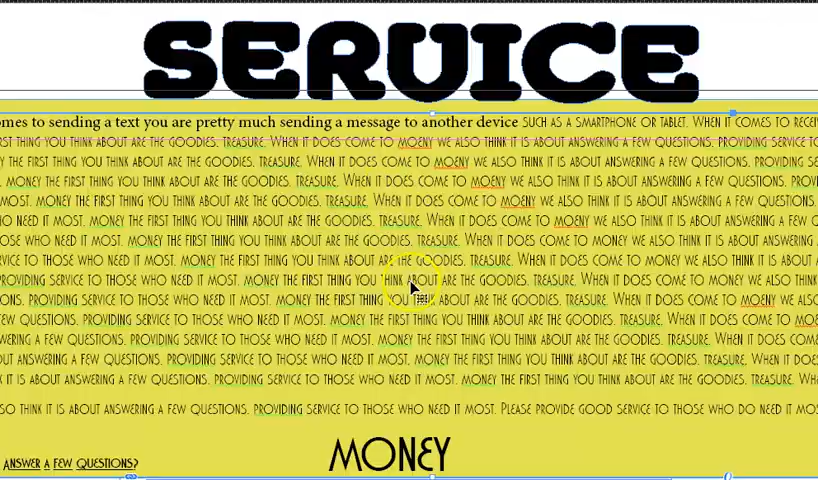 SERVICE
omes to sending a text you are pretty much sending a message to another device SUCH AS A SMARTPHONE OR TABLET. WHEN IT COMES TO RECEI
RST THING YOU THINK ABOUT ARE THE GOODIES. TREASURE. WHEN IT DOES COME TO MOENY WE ALSO THINK IT IS ABOUT ANSWERING A FEW QUESTIONS. PROVIDING SERVICE TO
Y THE FIRST THING YOU THINK ABOUT ARE THE GOODIES. TREASURE. WHEN IT DOES COME TO MOENY WE ALSO THINK IT IS ABOUT ANSWERING A FEW QUESTIONS. PROVIDING SE
. MONEY THE FIRST THING YOU THINK ABOUT ARE THE GOODIES. TREASURE. WHEN IT DOES COME TO MOENY WE ALSO THINK IT IS ABOUT ANSWERING A FEW QUESTIONS. PROV
MOST. MONEY THE FIRST THING YOU THINK ABOUT ARE THE GOODIES. TREASURE. WHEN IT DOES COME TO MOENY WE ALSO THINK IT IS ABOUT ANSWERING A FEW QUESTIONS.
HO NEED IT MOST. MONEY THE FIRST THING YOU THINK ABOUT ARE THE GOODIES. TREASURE. WHEN IT DOES COME TO MOENY WE ALSO THINK IT IS ABOUT ANSWERING A FEW Q
OSE WHO NEED IT MOST. MONEY THE FIRST THING YOU THINK ABOUT ARE THE GOODIES. TREASURE. WHEN IT DOES COME TO MONEY WE ALSO THINK IT IS ABOUT ANSWERING A
RVICE TO THOSE WHO NEED IT MOST. MONEY THE FIRST THING YOU THINK ABOUT ARE GOODIES. TREASURE. WHEN IT DOES COME TO MONEY WE ALSO THINK IT IS ABOUT ANSW
PROVIDING SERVICE TO THOSE WHO NEED IT MOST. MONEY THE FIRST THING YOU THINK ABOUT ARE THE GOODIES. TREASURE. WHEN IT DOES COME TO MONEY WE ALSO THINK I
ONS. PROVIDING SERVICE TO THOSE WHO NEED IT MOST. MONEY THE FIRST THING YOU ABOUT ARE THE GOODIES. TREASURE. WHEN IT DOES COME TO MOENY WE ALSO
FEW QUESTIONS. PROVIDING SERVICE TO THOSE WHO NEED IT MOST. MONEY THE FIRST THING YOU THINK ABOUT ARE THE GOODIES. TREASURE. WHEN IT DOES COME TO MOE
WERING A FEW QUESTIONS. PROVIDING SERVICE TO THOSE WHO NEED IT MOST. MONEY THE FIRST THING YOU THINK ABOUT ARE THE GOODIES. TREASURE. WHEN IT DOES COME
OUT ANSWERING A FEW QUESTIONS. PROVIDING SERVICE TO THOSE WHO NEED IT MOST. MONEY THE FIRST THING YOU THINK ABOUT ARE THE GOODIES. TREASURE. WHEN IT DOES
K IT IS ABOUT ANSWERING A FEW QUESTIONS. PROVIDING SERVICE TO THOSE WHO NEED IT MOST. MONEY THE FIRST THING YOU THINK ABOUT ARE THE GOODIES. TREASURE. WH
SO THINK IT IS ABOUT ANSWERING A FEW QUESTIONS. PROVIDING SERVICE TO THOSE WHO NEED IT MOST. PLEASE PROVIDE GOOD SERVICE TO THOSE WHO DO NEED IT MOS
ANSWER A FEW QUESTIONS?
MONEY